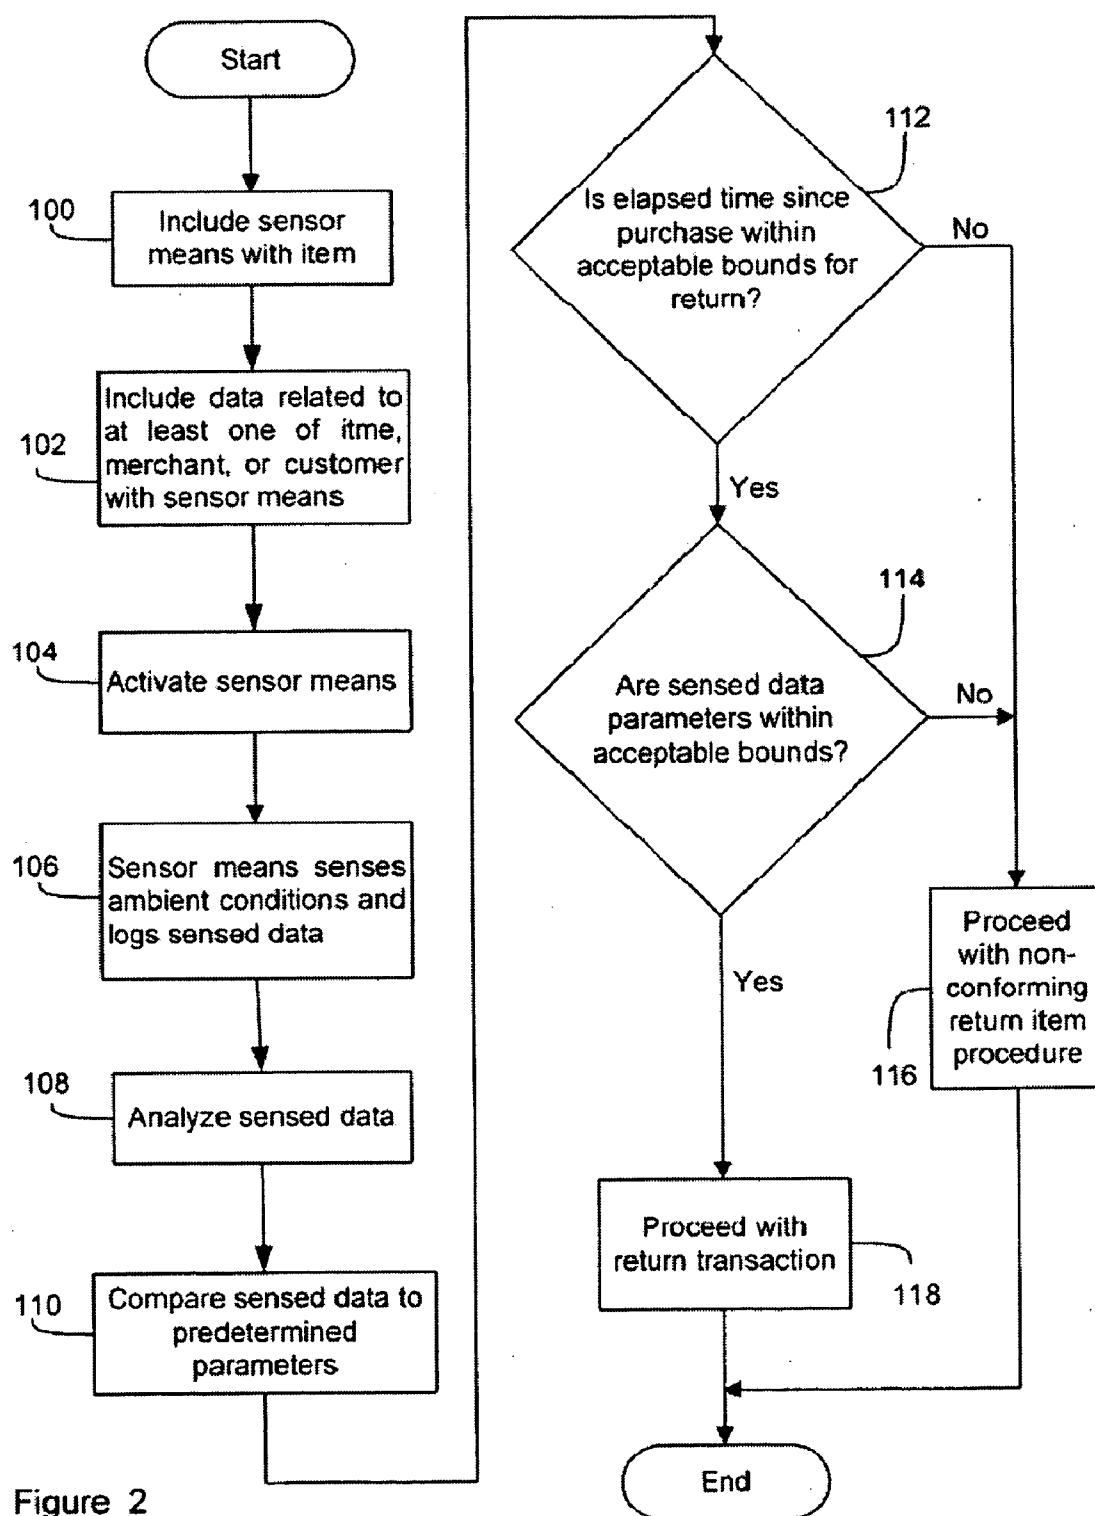 Start
100
Include sensor
means with item
102
Include data related to
at least one of itme,
merchant, or customer
with sensor means
104
Activate sensor means
106
Sensor means senses
ambient conditions and
logs sensed data
108
Analyze sensed data
110
Compare sensed data to
predetermined
parameters
112
Is elapsed time since
purchase within
acceptable bounds for
return?
No
Yes
114
Are sensed data
parameters within
acceptable bounds?
No
Yes
Proceed
with non-
conforming
return item
procedure
116
Proceed with
return transaction
118
End
Figure 2